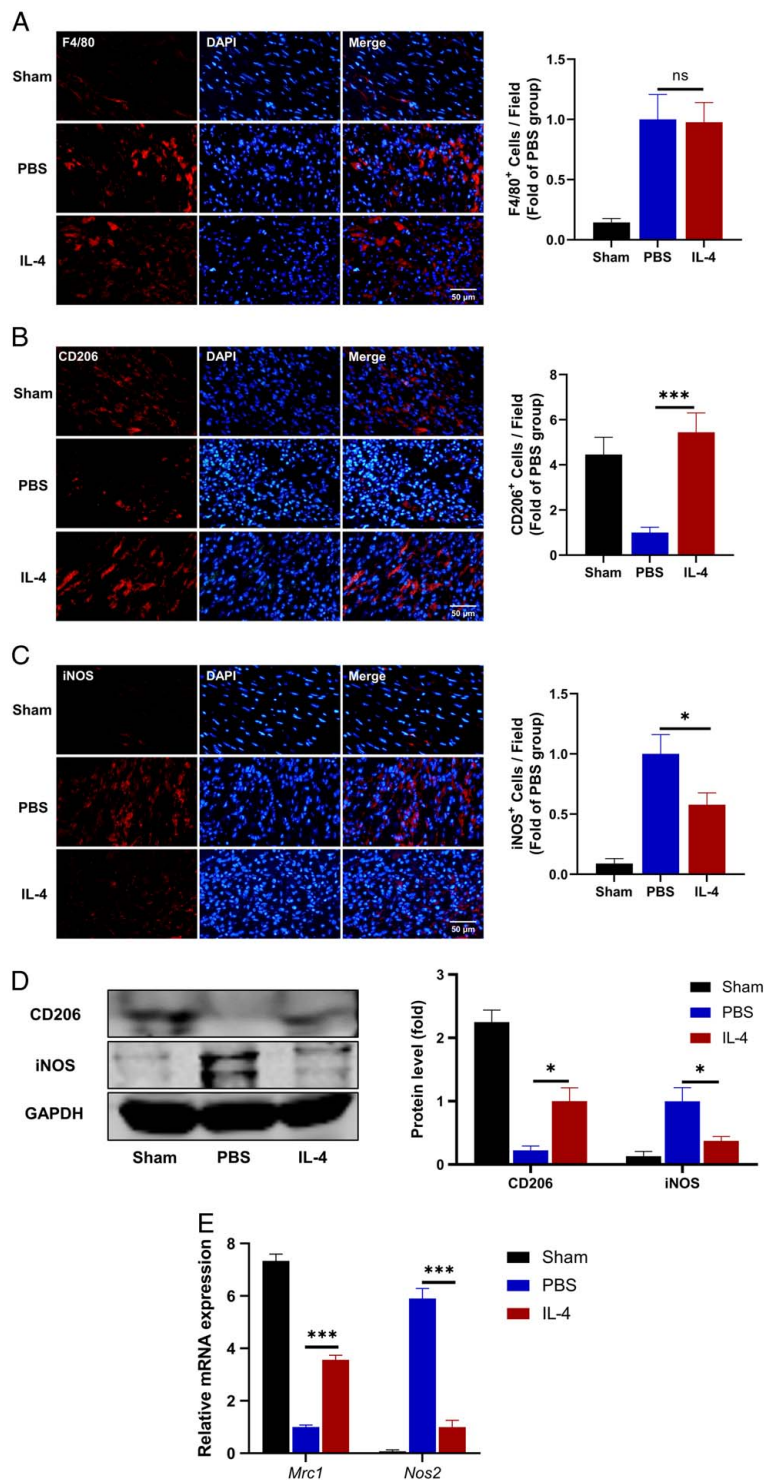 A
F4/80 DAPI Merge
Sham
PBS
IL-4
50 µm
F4/80+ Cells / Field
(Fold of PBS group)
1.5
1.0
0.5
0.0
ns
Sham PBS IL-4
B
CD206 DAPI Merge
Sham
PBS
IL-4
50 µm
CD206+ Cells / Field
(Fold of PBS group)
8
6
4
2
0
***
Sham PBS IL-4
C
iNOS DAPI Merge
Sham
PBS
IL-4
50 µm
iNOS+ Cells / Field
(Fold of PBS group)
1.5
1.0
0.5
0.0
*
Sham PBS IL-4
D
CD206
iNOS
GAPDH
Sham PBS IL-4
Protein level (fold)
3
2
1
0
* *
CD206 iNOS
Sham
PBS
IL-4
E
Relative mRNA expression
8
6
4
2
0
*** ***
Mrc1 Nos2
Sham
PBS
IL-4